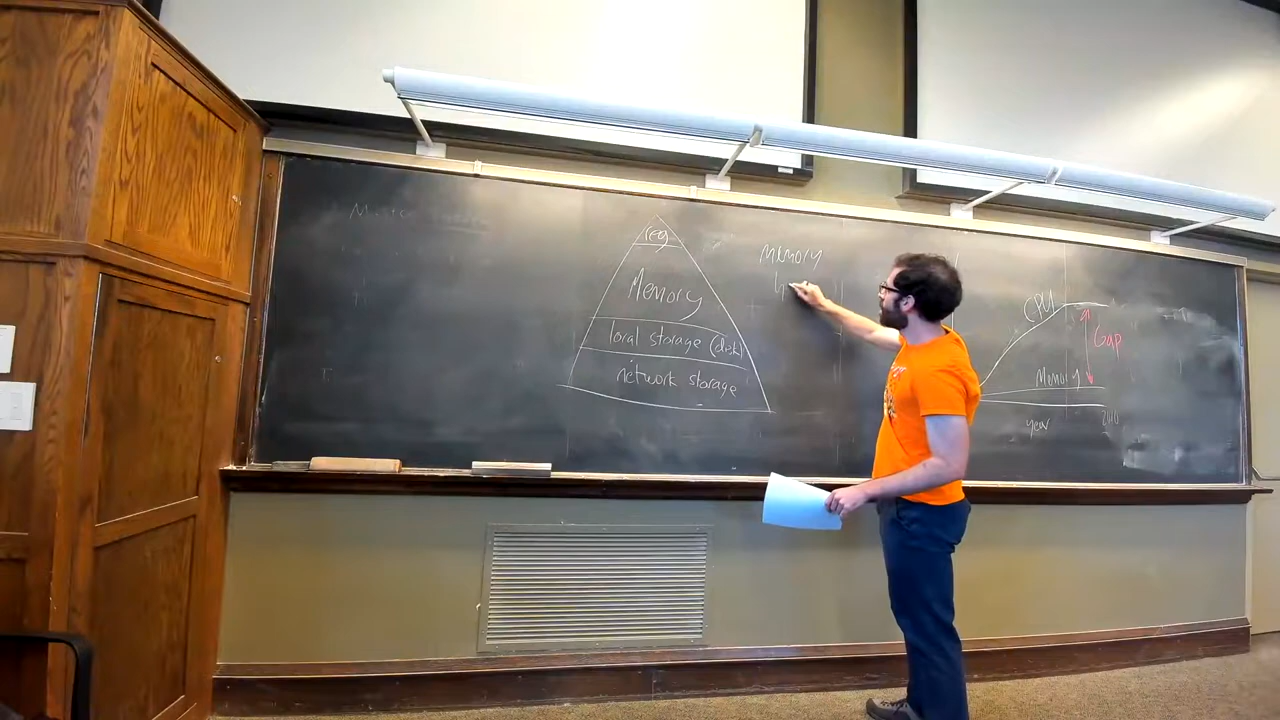 reg
Memory
local storage (disk)
network storage
Memory
CPU
Gap
Memory
year